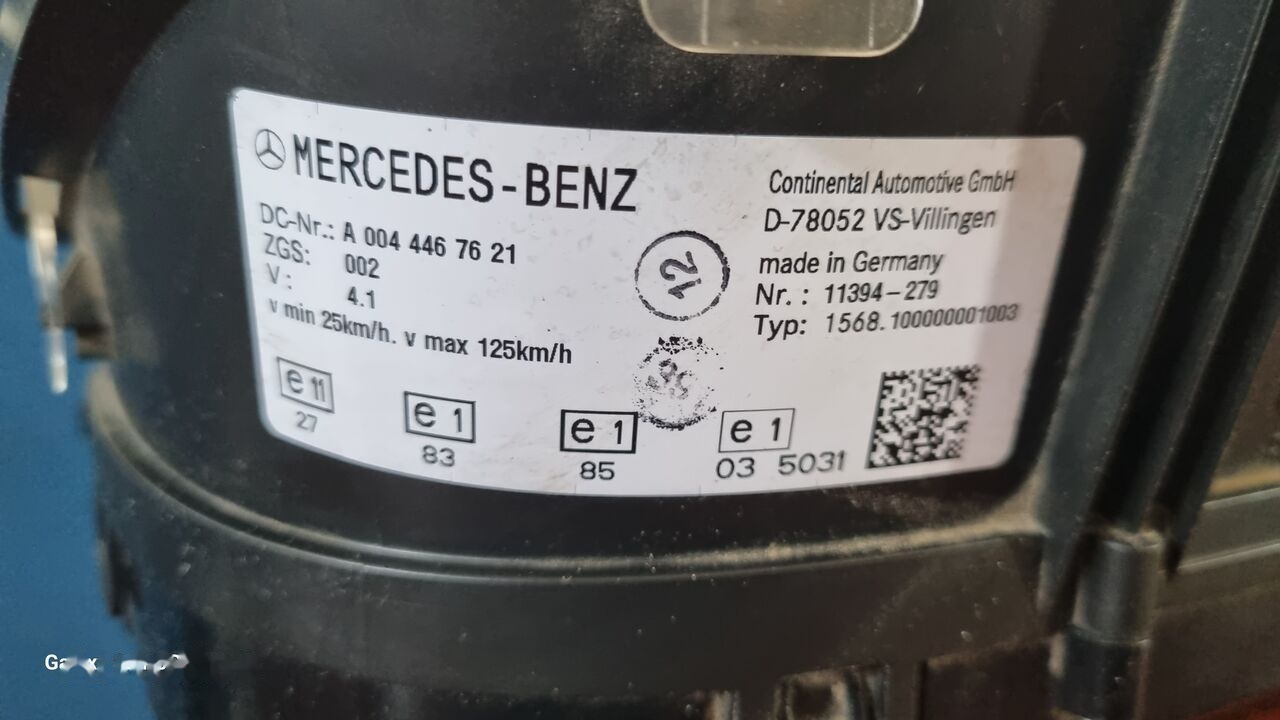 MERCEDES-BENZ
DC-Nr.: A 004 446 76 21
ZGS: 002
V: 4.1
v min 25km/h. v max 125km/h
12
Continental Automotive GmbH
D-78052 VS-Villingen
made in Germany
Nr. : 11394-279
Typ: 1568.100000001003
e 11
27
e 1
83
e 1
85
e 1
03 5031